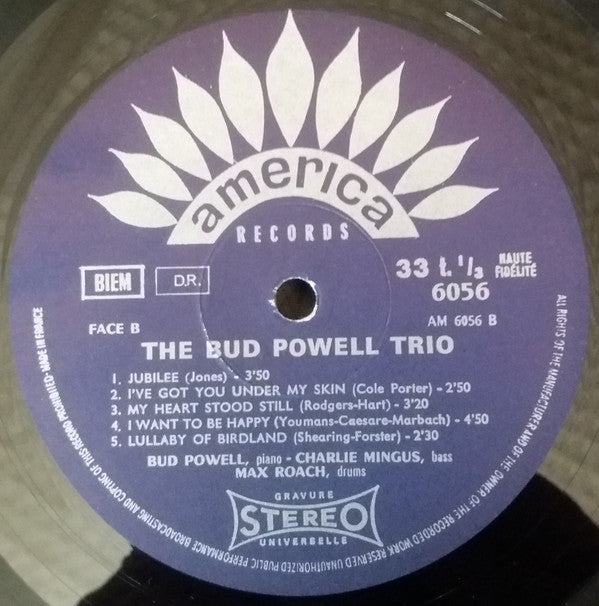 america
RECORDS
BIEM
D.R.
33 t. 1/3
HAUTE
FIDÉLITÉ
6056
FACE B
AM 6056 B
THE BUD POWELL TRIO
1. JUBILEE (Jones) - 3'50
2. I'VE GOT YOU UNDER MY SKIN (Cole Porter) - 2'50
3. MY HEART STOOD STILL (Rodgers-Hart) - 3'20
4. I WANT TO BE HAPPY (Youmans-Caesare-Marbach) - 4'50
5. LULLABY OF BIRDLAND (Shearing-Forster) - 2'30
BUD POWELL, piano - CHARLIE MINGUS, bass
MAX ROACH, drums
GRAVURE
STEREO
UNIVERSELLE
ALL RIGHTS OF THE MANUFACTURER AND OF THE OWNER OF THE RECORDED WORK RESERVED UNAUTHORIZED PUBLIC PERFORMANCE BROADCASTING AND COPYING OF THIS RECORD PROHIBITED - MADE IN FRANCE